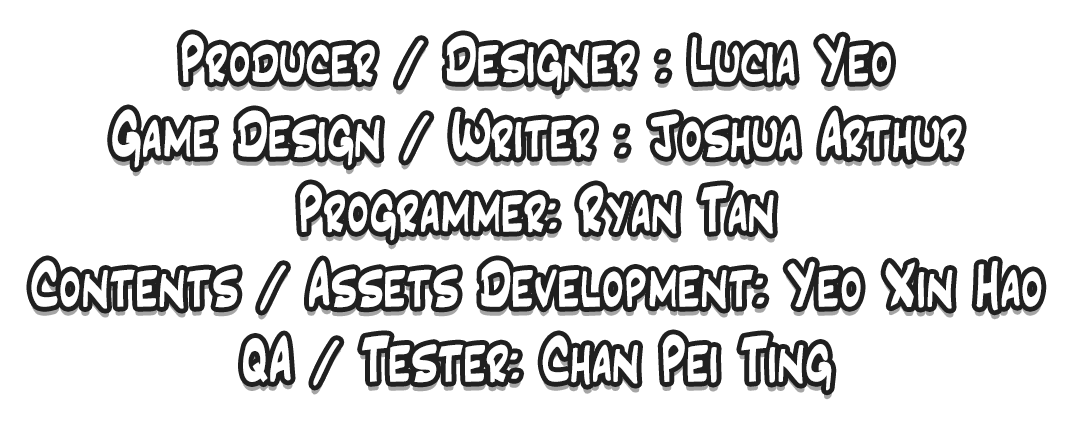 Producer / Designer : Lucia Yeo
Game Design / Writer : Joshua Arthur
Programmer: Ryan Tan
Contents / Assets Development: Yeo Xin Hao
QA / Tester: Chan Pei Ting